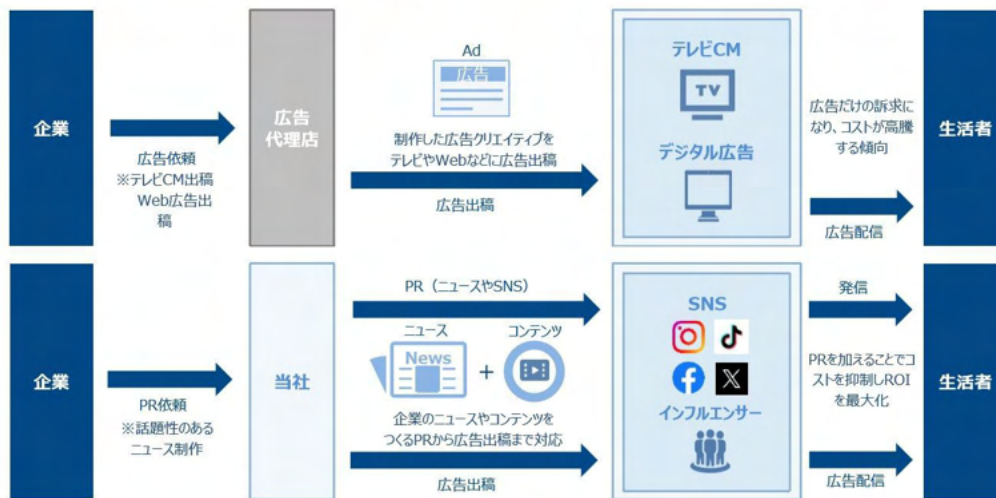 企業
広告依頼
※テレビCM出稿
Web広告出
稿
広告
代理店
Ad
広告
制作した広告クリエイティブを
テレビやWebなどに広告出稿
広告出稿
テレビCM
TV
デジタル広告
広告だけの訴求に
なり、コストが高騰
する傾向
広告配信
生活者
企業
PR依頼
※話題性のある
ニュース制作
当社
PR（ニュースやSNS）
ニュース
コンテンツ
News
+
企業のニュースやコンテンツを
つくるPRから広告出稿まで対応
広告出稿
SNS
インフルエンサー
発信
PRを加えることでコ
ストを抑制しROI
を最大化
広告配信
生活者